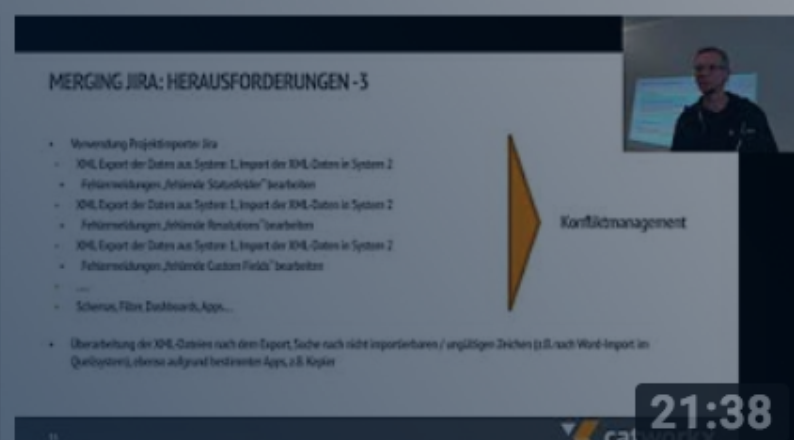 MERGING JIRA: HERAUSFORDERUNGEN -3
Verwendung Projektimporter Jira
XML Export der Daten aus System 1, Import der XML-Daten in System 2
Fehlermeldungen „fehlende Statusfelder“ bearbeiten
XML Export der Daten aus System 1, Import der XML-Daten in System 2
Fehlermeldungen „fehlende Resolutions“ bearbeiten
XML Export der Daten aus System 1, Import der XML-Daten in System 2
Fehlermeldungen „fehlende Custom Fields“ bearbeiten
....
Schemas, Filter, Dashboards, Apps...
Konfliktmanagement
Überarbeitung der XML-Dateien nach dem Export, Suche nach nicht importierbaren / ungültigen Zeichen (z.B. nach Word-Import im
Quellsystem), ebenso aufgrund bestimmter Apps, z.B. Kepler
21:38